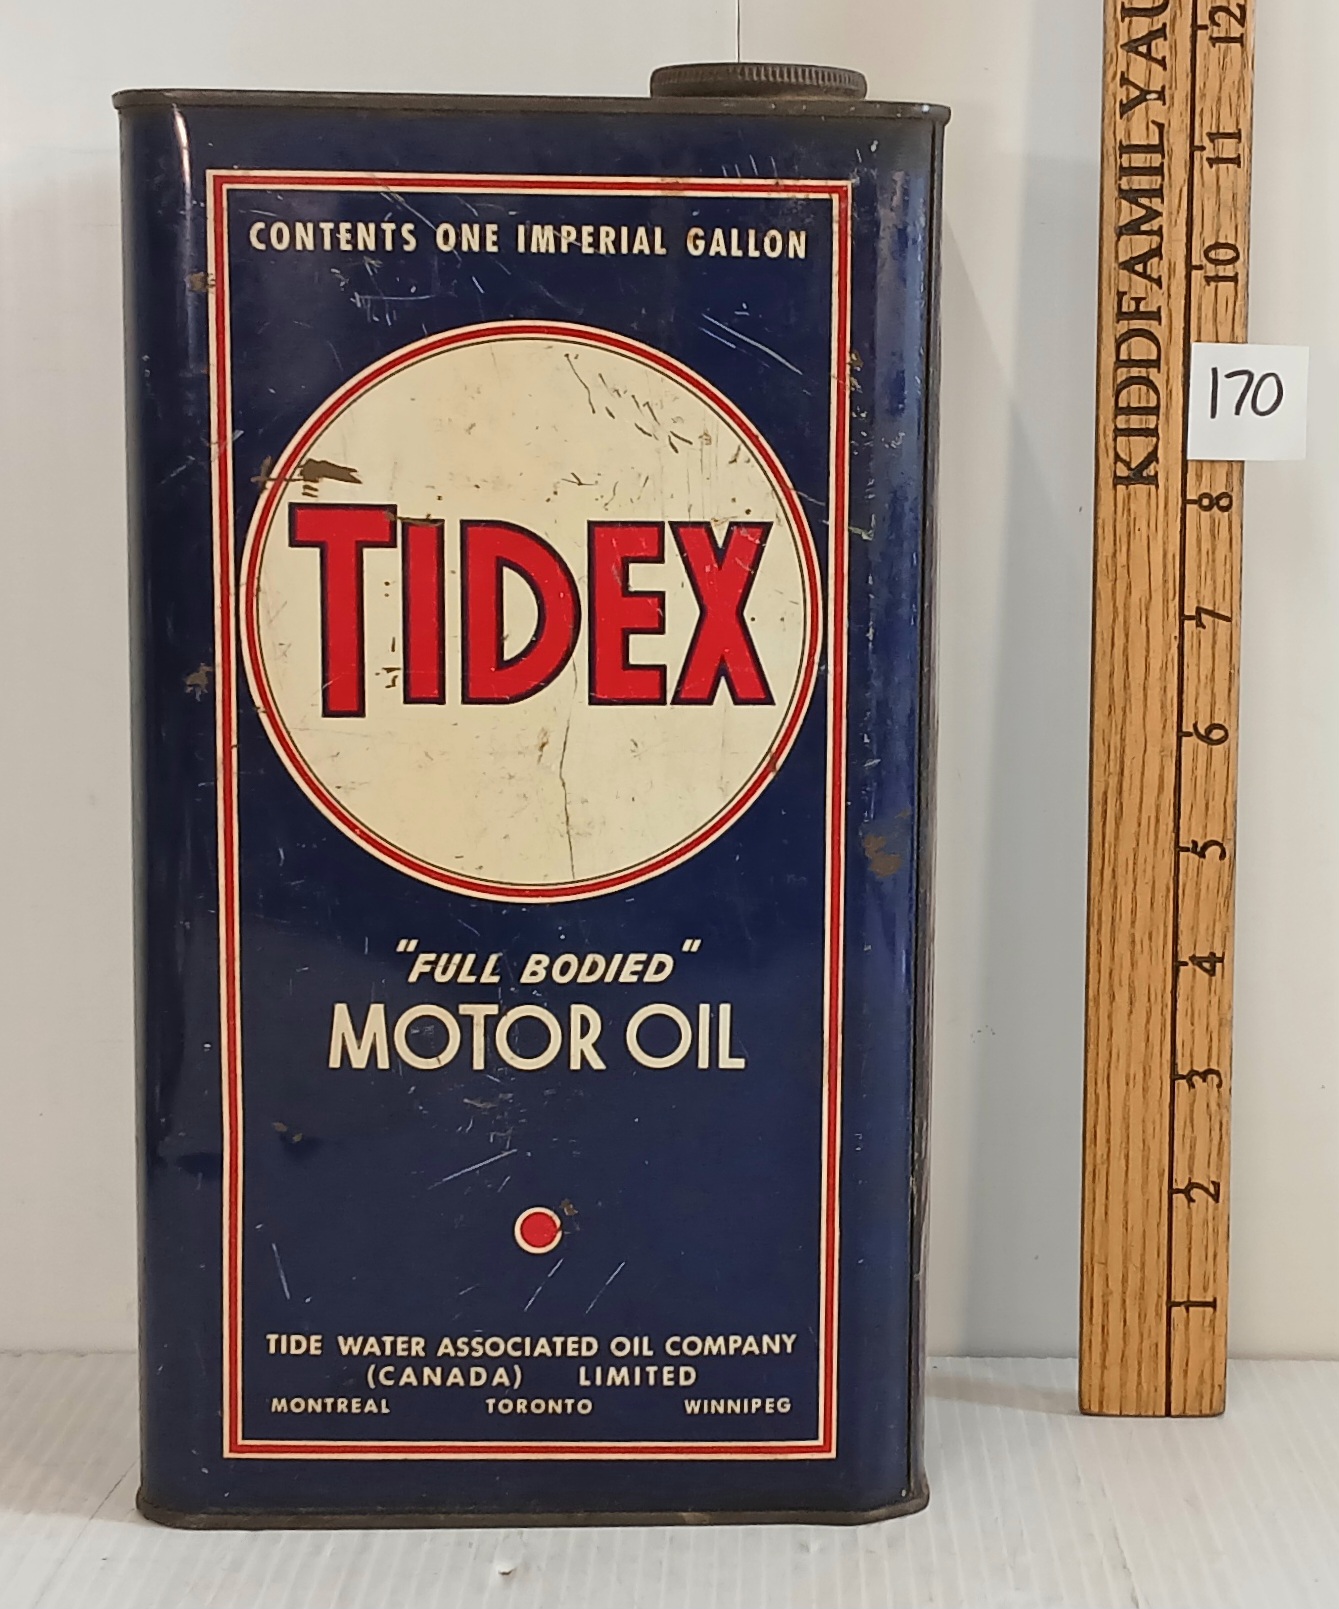 CONTENTS ONE IMPERIAL GALLON
TIDEX
"FULL BODIED"
MOTOR OIL
TIDE WATER ASSOCIATED OIL COMPANY
(CANADA) LIMITED
MONTREAL TORONTO WINNIPEG
KIDDFAMILYAU
12
11
10
170
8
7
6
5
4
3
2
1